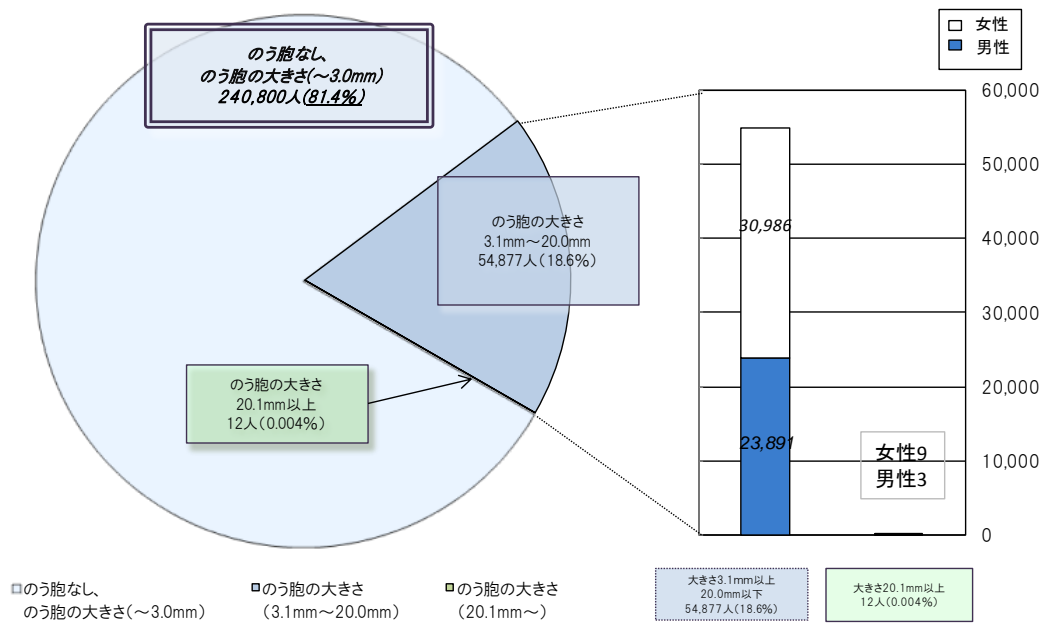 のう胞なし、
のう胞の大きさ(～3.0mm)
240,800人(81.4%)
のう胞の大きさ
3.1mm～20.0mm
54,877人(18.6%)
のう胞の大きさ
20.1mm以上
12人(0.004%)
のう胞なし、
のう胞の大きさ(～3.0mm)
のう胞の大きさ
(3.1mm～20.0mm)
のう胞の大きさ
(20.1mm～)
女性
男性
60,000
50,000
40,000
30,000
20,000
10,000
0
30,986
23,891
女性9
男性3
大きさ3.1mm以上
20.0mm以下
54,877人(18.6%)
大きさ20.1mm以上
12人(0.004%)